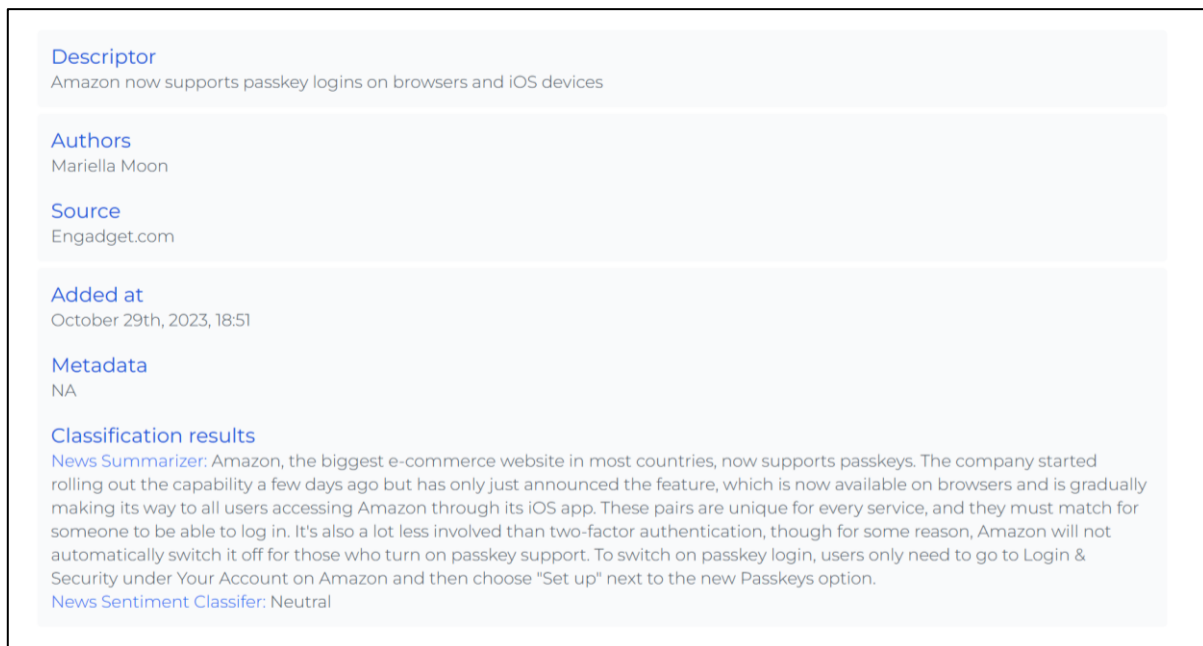 Descriptor
Amazon now supports passkey logins on browsers and iOS devices
Authors
Mariella Moon
Source
Engadget.com
Added at
October 29th, 2023, 18:51
Metadata
NA
Classification results
News Summarizer: Amazon, the biggest e-commerce website in most countries, now supports passkeys. The company started
rolling out the capability a few days ago but has only just announced the feature, which is now available on browsers and is gradually
making its way to all users accessing Amazon through its iOS app. These pairs are unique for every service, and they must match for
someone to be able to log in. It's also a lot less involved than two-factor authentication, though for some reason, Amazon will not
automatically switch it off for those who turn on passkey support. To switch on passkey login, users only need to go to Login &
Security under Your Account on Amazon and then choose "Set up" next to the new Passkeys option.
News Sentiment Classifer: Neutral